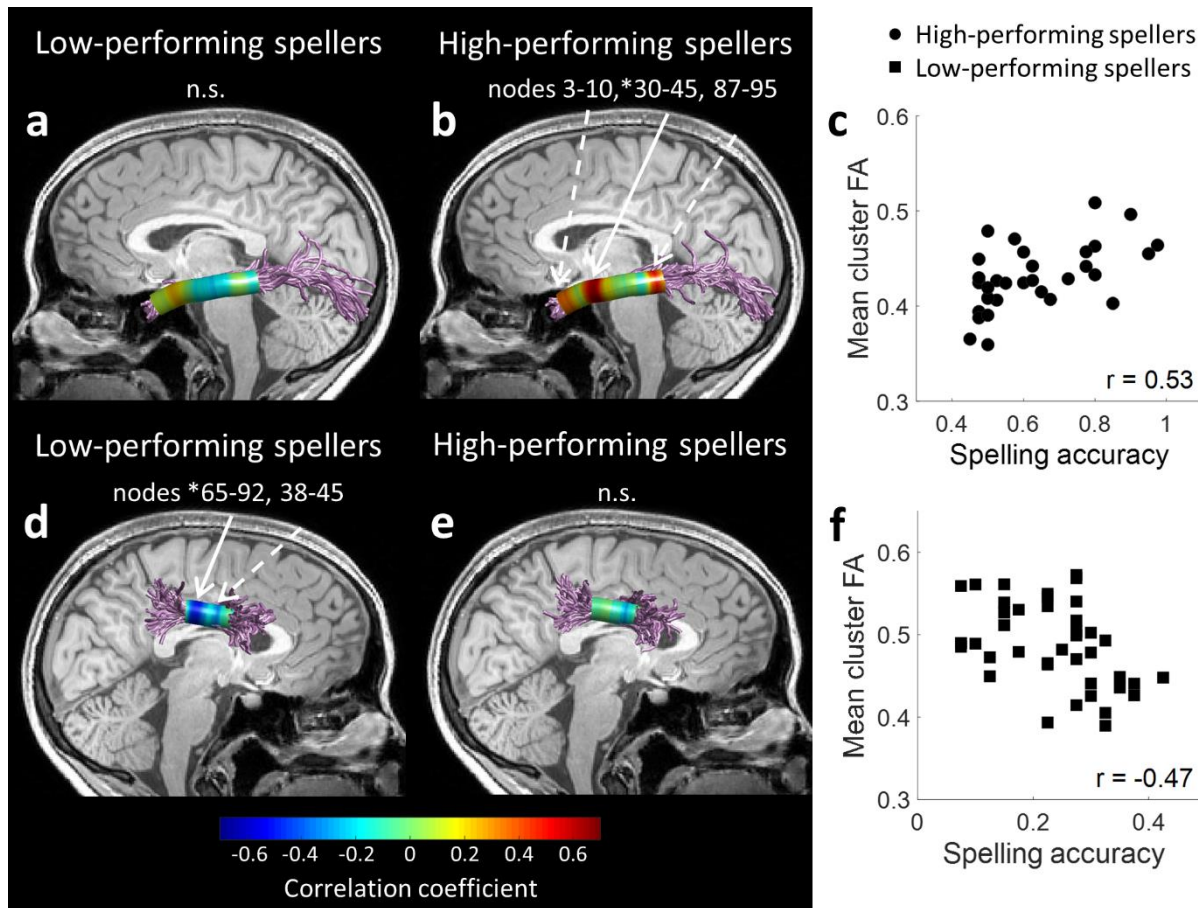 Low-performing spellers
n.s.
a
High-performing spellers
nodes 3-10,*30-45, 87-95
b
High-performing spellers
Low-performing spellers
c
0.6
0.5
0.4
0.3
Mean cluster FA
r = 0.53
0.4 0.6 0.8 1
Spelling accuracy
Low-performing spellers
nodes *65-92, 38-45
d
High-performing spellers
n.s.
e
f
0.6
0.5
0.4
0.3
Mean cluster FA
r = -0.47
0 0.2 0.4
Spelling accuracy
-0.6 -0.4 -0.2 0 0.2 0.4 0.6
Correlation coefficient